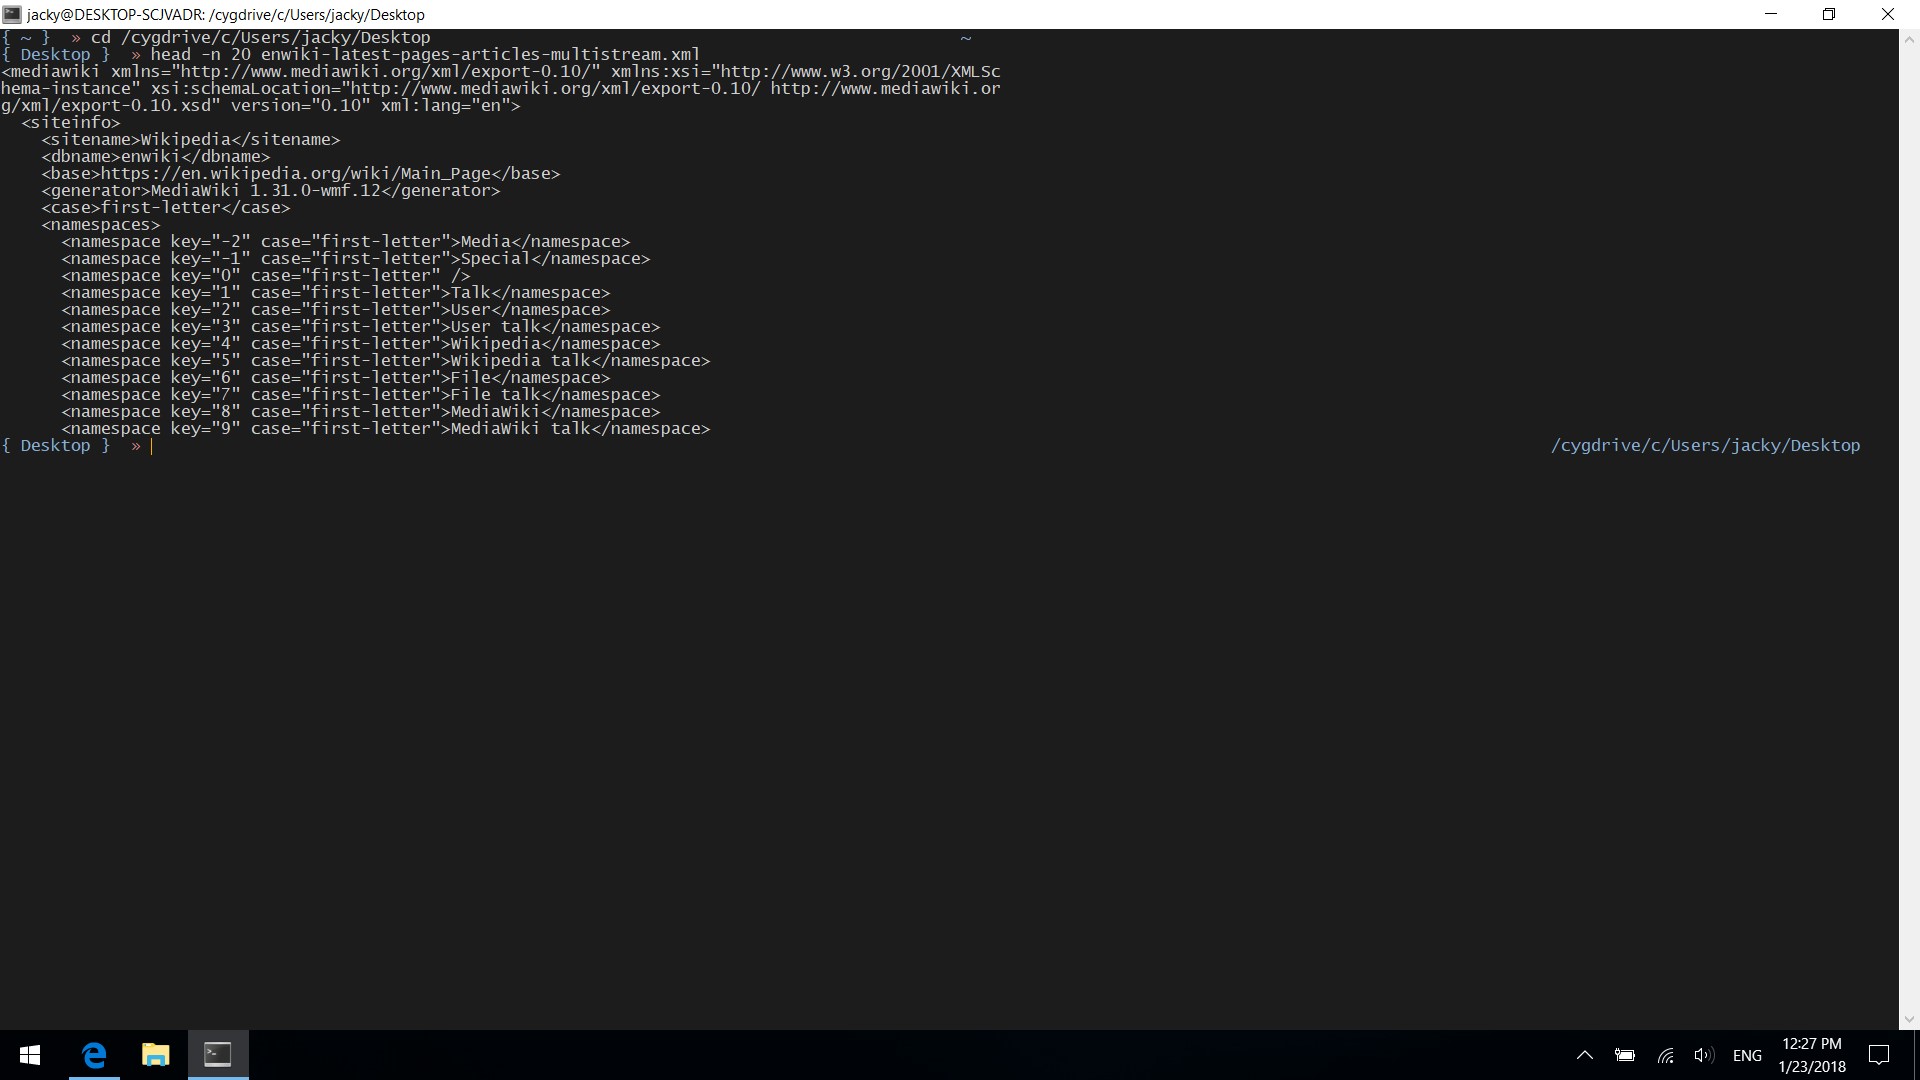 jacky@DESKTOP-SCJVADR: /cygdrive/c/Users/jacky/Desktop
{ ~ }  » cd /cygdrive/c/Users/jacky/Desktop ~
{ Desktop }  » head -n 20 enwiki-latest-pages-articles-multistream.xml
<mediawiki xmlns="http://www.mediawiki.org/xml/export-0.10/" xmlns:xsi="http://www.w3.org/2001/XMLSc
hema-instance" xsi:schemaLocation="http://www.mediawiki.org/xml/export-0.10/ http://www.mediawiki.or
g/xml/export-0.10.xsd" version="0.10" xml:lang="en">
  <siteinfo>
    <sitename>Wikipedia</sitename>
    <dbname>enwiki</dbname>
    <base>https://en.wikipedia.org/wiki/Main_Page</base>
    <generator>MediaWiki 1.31.0-wmf.12</generator>
    <case>first-letter</case>
    <namespaces>
      <namespace key="-2" case="first-letter">Media</namespace>
      <namespace key="-1" case="first-letter">Special</namespace>
      <namespace key="0" case="first-letter" />
      <namespace key="1" case="first-letter">Talk</namespace>
      <namespace key="2" case="first-letter">User</namespace>
      <namespace key="3" case="first-letter">User talk</namespace>
      <namespace key="4" case="first-letter">Wikipedia</namespace>
      <namespace key="5" case="first-letter">Wikipedia talk</namespace>
      <namespace key="6" case="first-letter">File</namespace>
      <namespace key="7" case="first-letter">File talk</namespace>
      <namespace key="8" case="first-letter">MediaWiki</namespace>
      <namespace key="9" case="first-letter">MediaWiki talk</namespace>
{ Desktop }  » /cygdrive/c/Users/jacky/Desktop
ENG
12:27 PM
1/23/2018